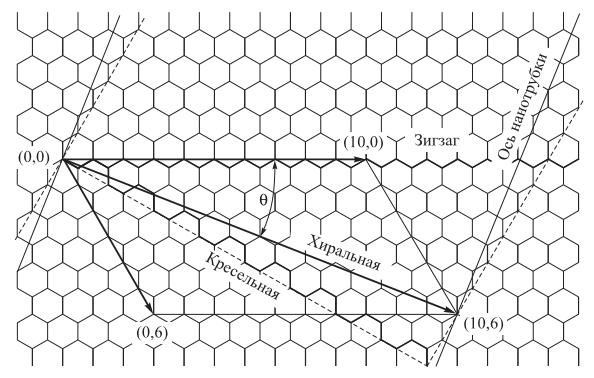 (0,0)
(10,0)
Зигзаг
Ось нанотрубки
θ
Хиральная
Кресельная
(0,6)
(10,6)